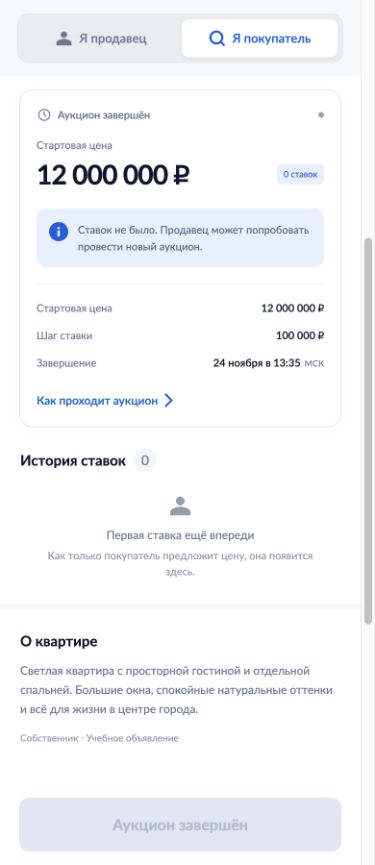 Я продавец
Я покупатель
Аукцион завершён
Стартовая цена
12 000 000 ₽
0 ставок
Ставок не было. Продавец может попробовать
провести новый аукцион.
Стартовая цена
12 000 000 ₽
Шаг ставки
100 000 ₽
Завершение
24 ноября в 13:35 МСК
Как проходит аукцион
История ставок 0
Первая ставка ещё впереди
Как только покупатель предложит цену, она появится
здесь.
О квартире
Светлая квартира с просторной гостиной и отдельной
спальней. Большие окна, спокойные натуральные оттенки
и всё для жизни в центре города.
Собственник · Учебное объявление
Аукцион завершён